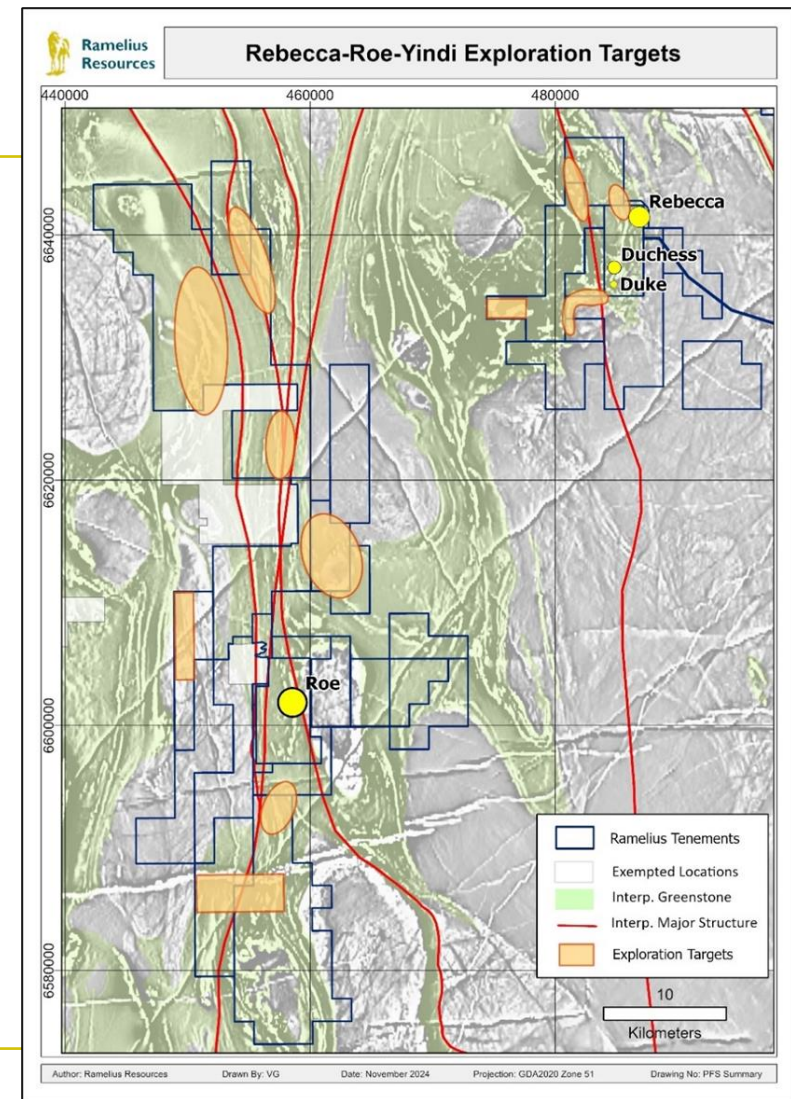 Ramelius
Resources
Rebecca-Roe-Yindi Exploration Targets
440000 460000 480000
6640000
6620000
6600000
6580000
Rebecca
Duchess
Duke
Roe
Ramelius Tenements
Exempted Locations
Interp. Greenstone
Interp. Major Structure
Exploration Targets
10
Kilometers
Author: Ramelius Resources Drawn By: VG Date: November 2024 Projection: GDA2020 Zone 51 Drawing No: PFS Summary